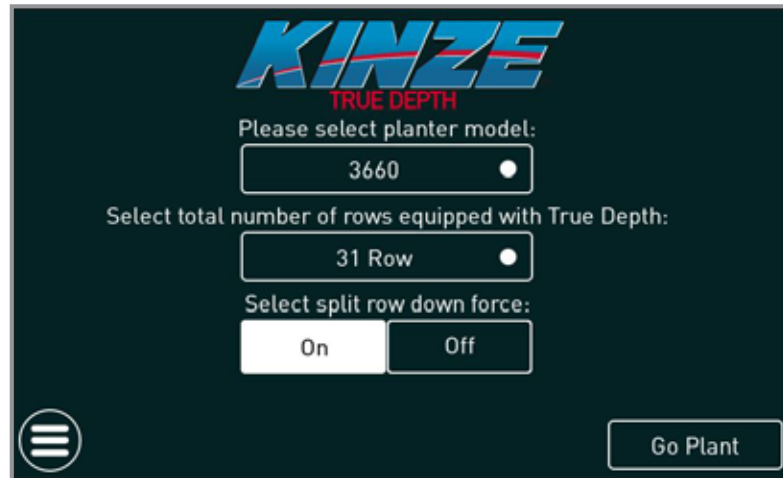 KINZE
TRUE DEPTH
Please select planter model:
3660
Select total number of rows equipped with True Depth:
31 Row
Select split row down force:
On Off
Go Plant